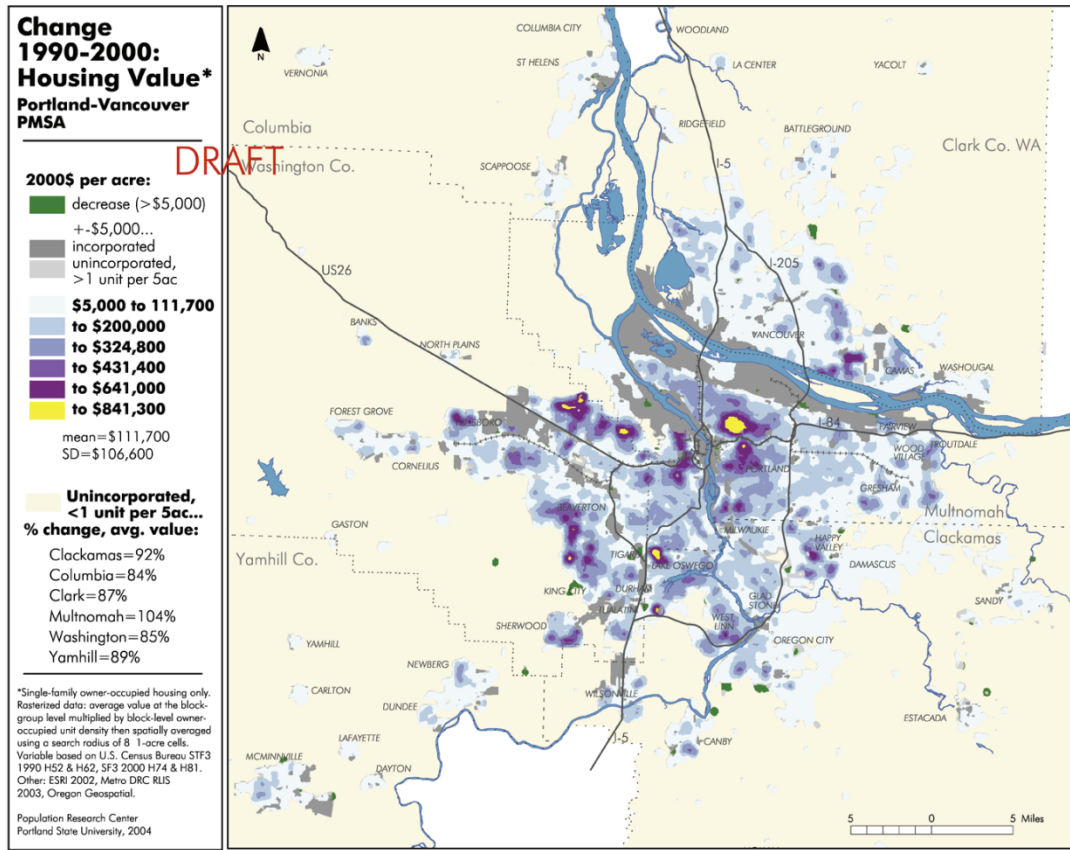 Change
1990-2000:
Housing Value*
Portland-Vancouver
PMSA
DRAFT
2000$ per acre:
decrease (>$5,000)
+-$5,000...
incorporated
unincorporated,
>1 unit per 5ac
$5,000 to 111,700
to $200,000
to $324,800
to $431,400
to $641,000
to $841,300
mean=$111,700
SD=$106,600
Unincorporated,
<1 unit per 5ac...
% change, avg. value:
Clackamas=92%
Columbia=84%
Clark=87%
Multnomah=104%
Washington=85%
Yamhill=89%
*Single-family owner-occupied housing only.
Rasterized data: average value at the block-
group level multiplied by block-level owner-
occupied unit density then spatially averaged
using a search radius of 8 1-acre cells.
Variable based on U.S. Census Bureau STF3
1990 H52 & H62, SF3 2000 H74 & H81.
Other: ESRI 2002, Metro DRC RLIS
2003, Oregon Geospatial.
Population Research Center
Portland State University, 2004
N
COLUMBIA CITY
WOODLAND
VERNONIA
ST HELENS
LA CENTER
YACOLT
Columbia
RIDGEFIELD
BATTLEGROUND
Clark Co. WA
Washington Co.
SCAPPOOSE
I-5
US26
I-205
BANKS
NORTH PLAINS
VANCOUVER
CAMAS
WASHOUGAL
FOREST GROVE
HILLSBORO
I-84
FAIRVIEW
TROUTDALE
CORNELIUS
PORTLAND
WOOD
VILLAGE
GRESHAM
BEAVERTON
Multnomah
GASTON
MILWAUKIE
Clackamas
Yamhill Co.
TIGARD
LAKE OSWEGO
HAPPY
VALLEY
DAMASCUS
KING CITY
DURHAM
GLAD-
STONE
SANDY
TUALATIN
SHERWOOD
WEST
LINN
OREGON CITY
YAMHILL
NEWBERG
CARLTON
WILSONVILLE
DUNDEE
ESTACADA
LAFAYETTE
I-5
CANBY
MCMINNVILLE
DAYTON
5 0 5 Miles